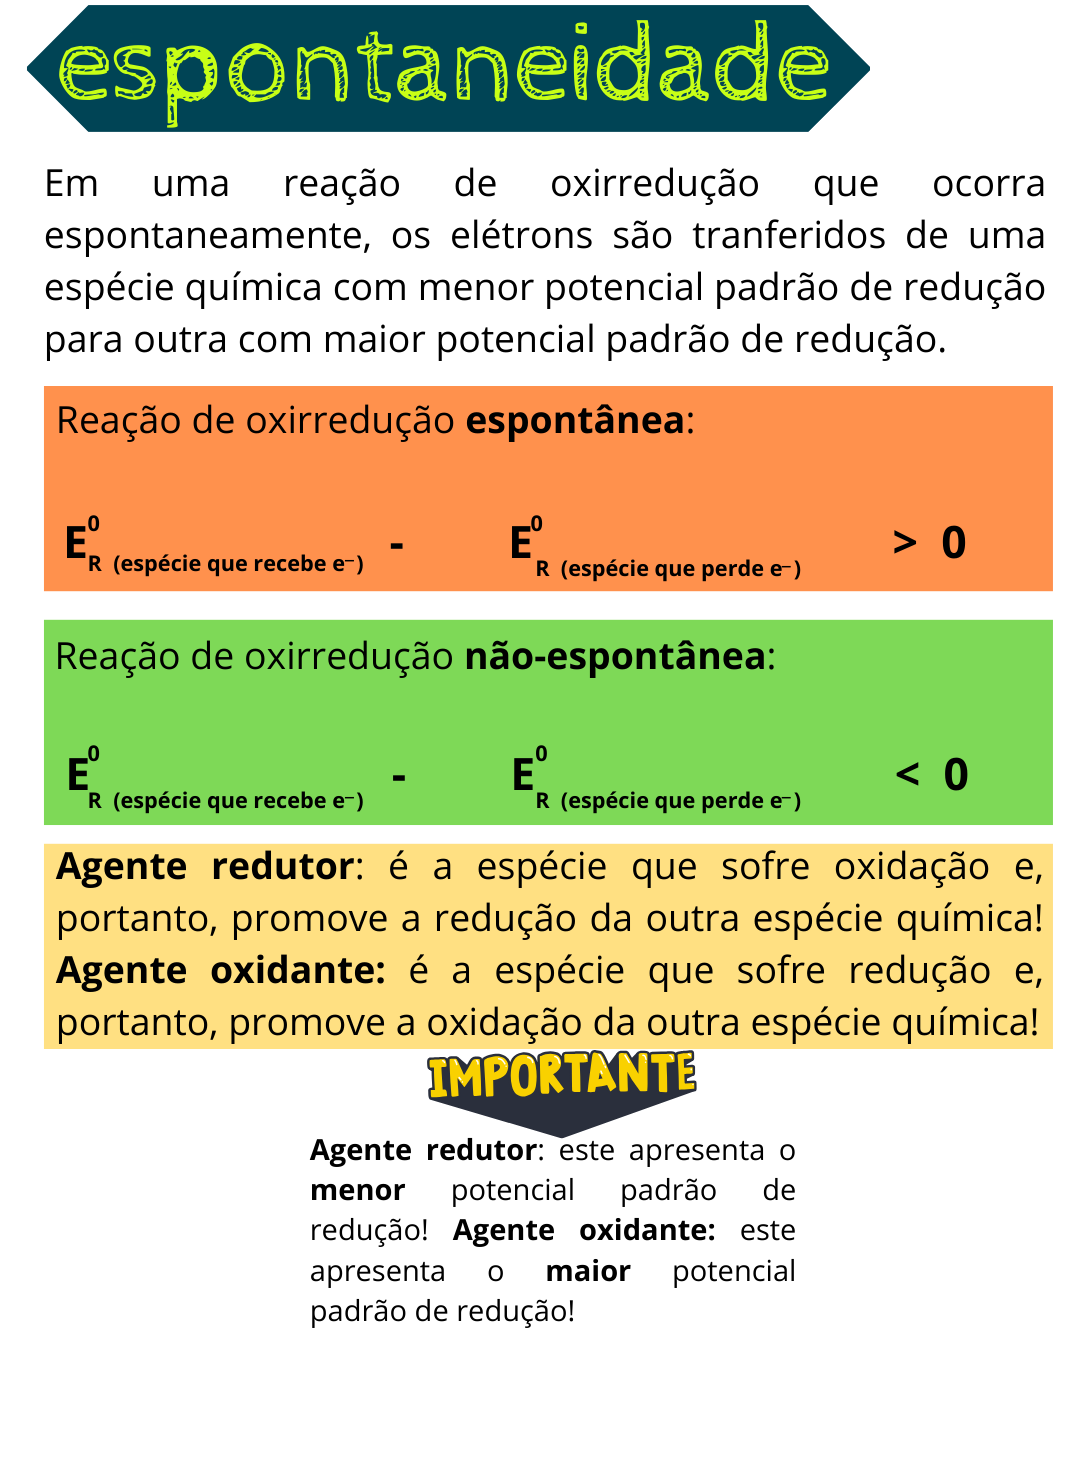 espontaneidade
Em uma reação de oxirredução que ocorra
espontaneamente, os elétrons são tranferidos de uma
espécie química com menor potencial padrão de redução
para outra com maior potencial padrão de redução.
Reação de oxirredução espontânea:
E⁰R (espécie que recebe e⁻) - E⁰R (espécie que perde e⁻) > 0
Reação de oxirredução não-espontânea:
E⁰R (espécie que recebe e⁻) - E⁰R (espécie que perde e⁻) < 0
Agente redutor: é a espécie que sofre oxidação e,
portanto, promove a redução da outra espécie química!
Agente oxidante: é a espécie que sofre redução e,
portanto, promove a oxidação da outra espécie química!
IMPORTANTE
Agente redutor: este apresenta o
menor potencial padrão de
redução! Agente oxidante: este
apresenta o maior potencial
padrão de redução!